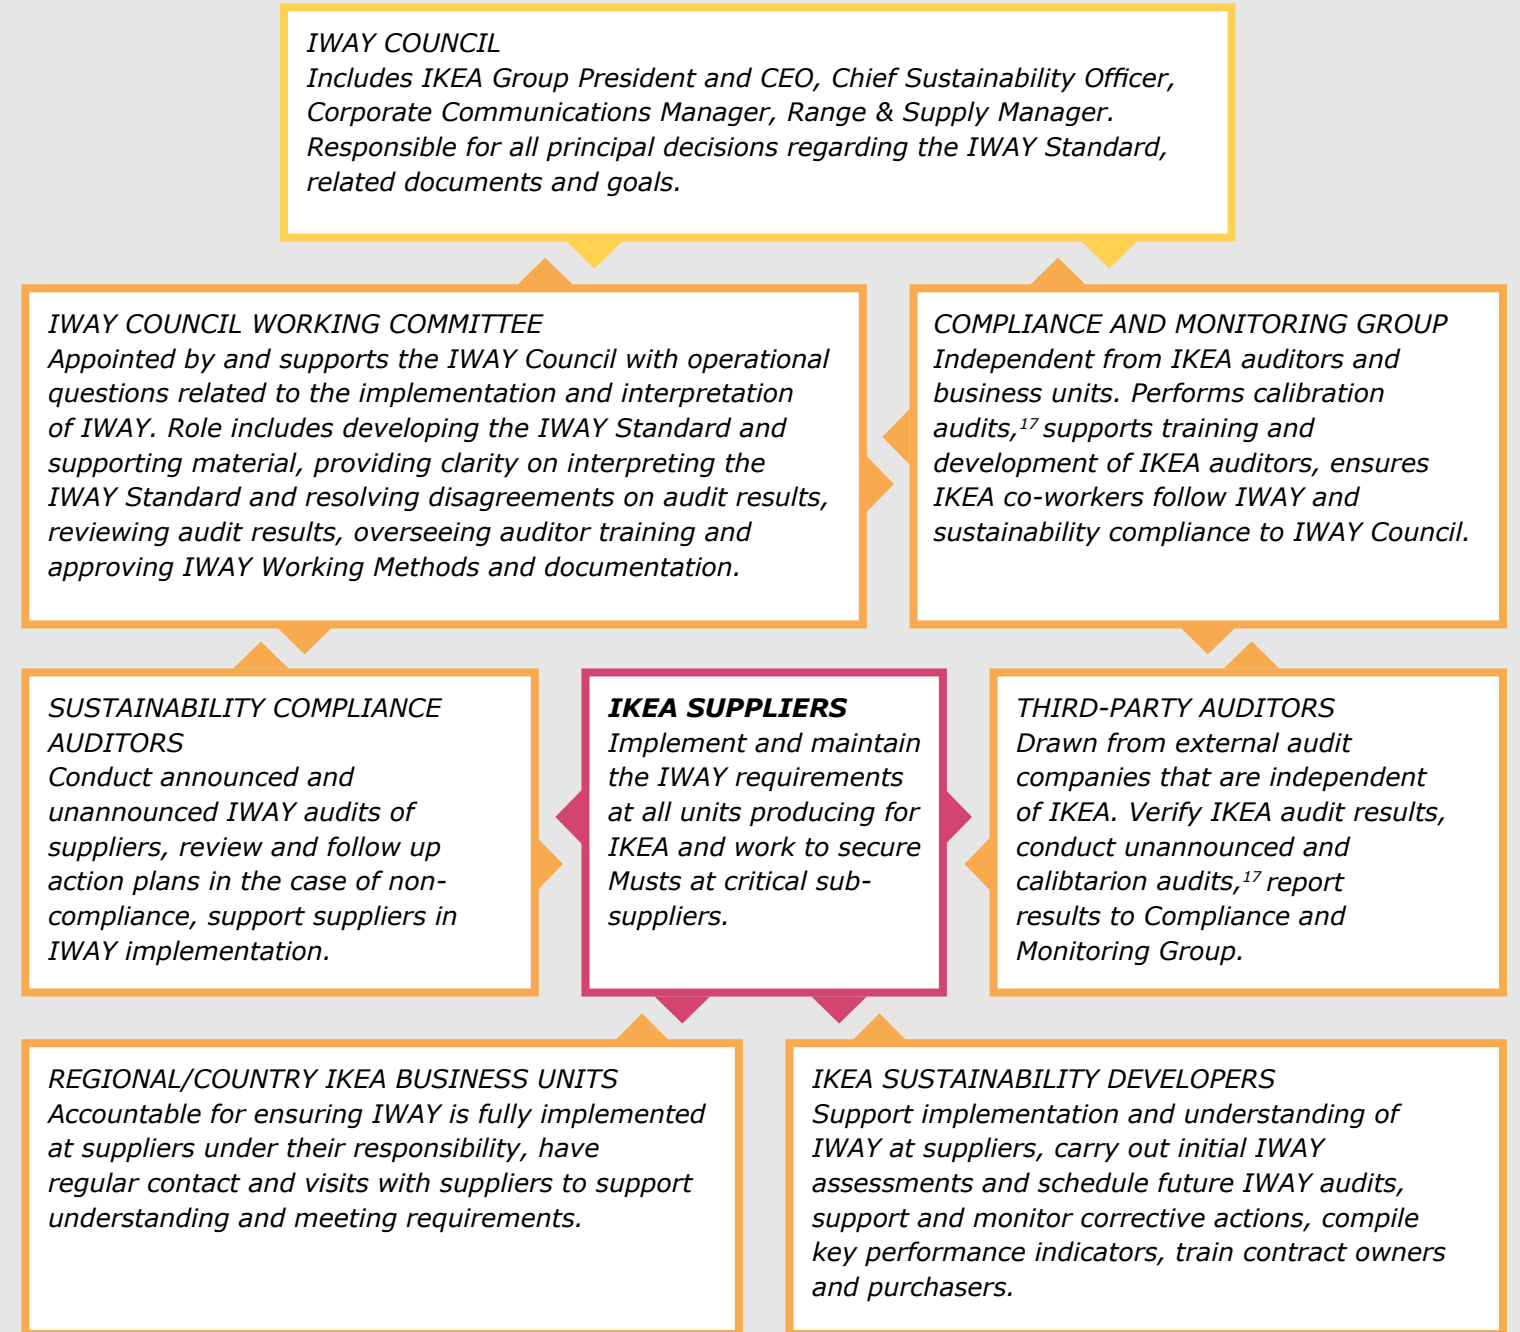 IWAY COUNCIL
Includes IKEA Group President and CEO, Chief Sustainability Officer,
Corporate Communications Manager, Range & Supply Manager.
Responsible for all principal decisions regarding the IWAY Standard,
related documents and goals.
IWAY COUNCIL WORKING COMMITTEE
Appointed by and supports the IWAY Council with operational
questions related to the implementation and interpretation
of IWAY. Role includes developing the IWAY Standard and
supporting material, providing clarity on interpreting the
IWAY Standard and resolving disagreements on audit results,
reviewing audit results, overseeing auditor training and
approving IWAY Working Methods and documentation.
COMPLIANCE AND MONITORING GROUP
Independent from IKEA auditors and
business units. Performs calibration
audits,17 supports training and
development of IKEA auditors, ensures
IKEA co-workers follow IWAY and
sustainability compliance to IWAY Council.
SUSTAINABILITY COMPLIANCE
AUDITORS
Conduct announced and
unannounced IWAY audits of
suppliers, review and follow up
action plans in the case of non-
compliance, support suppliers in
IWAY implementation.
IKEA SUPPLIERS
Implement and maintain
the IWAY requirements
at all units producing for
IKEA and work to secure
Musts at critical sub-
suppliers.
THIRD-PARTY AUDITORS
Drawn from external audit
companies that are independent
of IKEA. Verify IKEA audit results,
conduct unannounced and
calibtarion audits,17 report
results to Compliance and
Monitoring Group.
REGIONAL/COUNTRY IKEA BUSINESS UNITS
Accountable for ensuring IWAY is fully implemented
at suppliers under their responsibility, have
regular contact and visits with suppliers to support
understanding and meeting requirements.
IKEA SUSTAINABILITY DEVELOPERS
Support implementation and understanding of
IWAY at suppliers, carry out initial IWAY
assessments and schedule future IWAY audits,
support and monitor corrective actions, compile
key performance indicators, train contract owners
and purchasers.